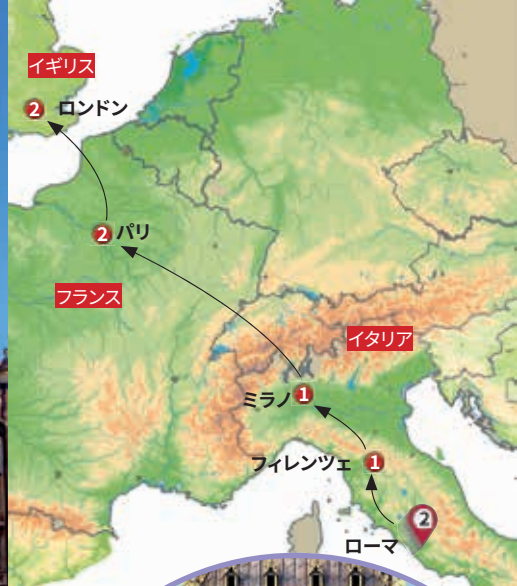 イギリス
2 ロンドン
2 パリ
フランス
イタリア
ミラノ 1
フィレンツェ 1
2
ローマ